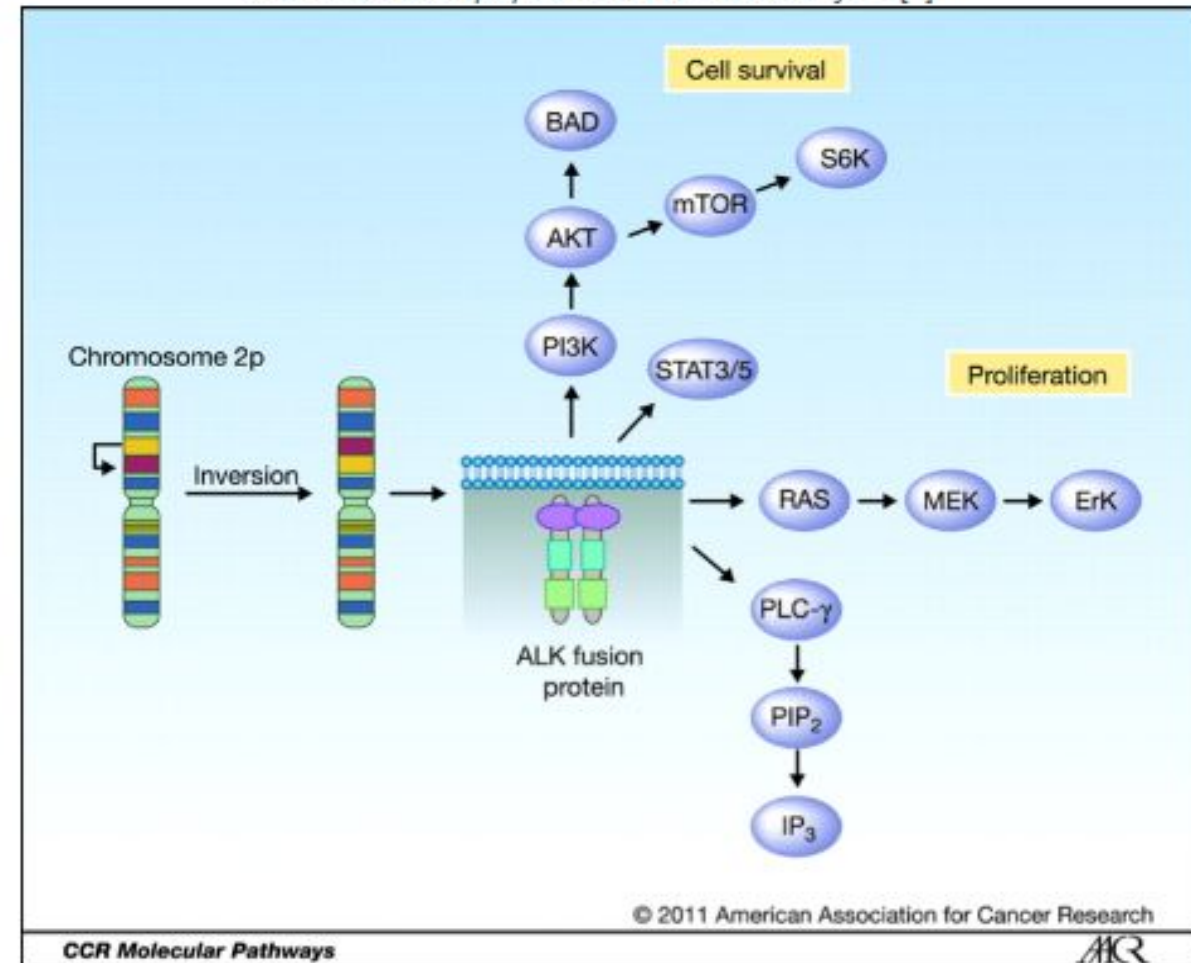 Cell survival
BAD
S6K
mTOR
AKT
PI3K
Chromosome 2p
STAT3/5
Proliferation
Inversion
RAS
MEK
ErK
PLC-γ
ALK fusion
protein
PIP₂
IP₃
© 2011 American Association for Cancer Research
CCR Molecular Pathways
AACR